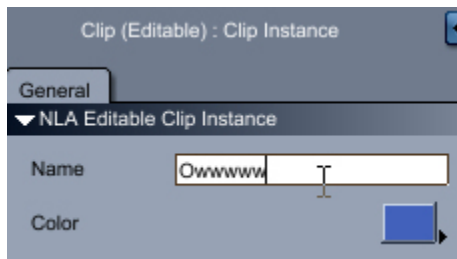 Clip (Editable) : Clip Instance
General
NLA Editable Clip Instance
Name Owwwww
Color